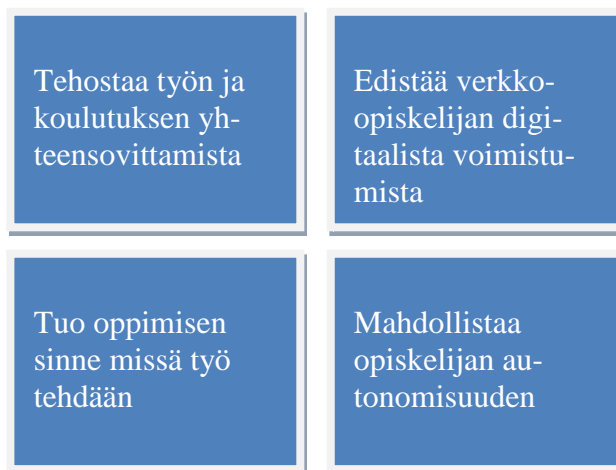 Tehostaa työn ja
koulutuksen yh-
teensovittamista
Edistää verkko-
opiskelijan digi-
taalista voimistu-
mista
Tuo oppimisen
sinne missä työ
tehdään
Mahdollistaa
opiskelijan au-
tonomisuuden